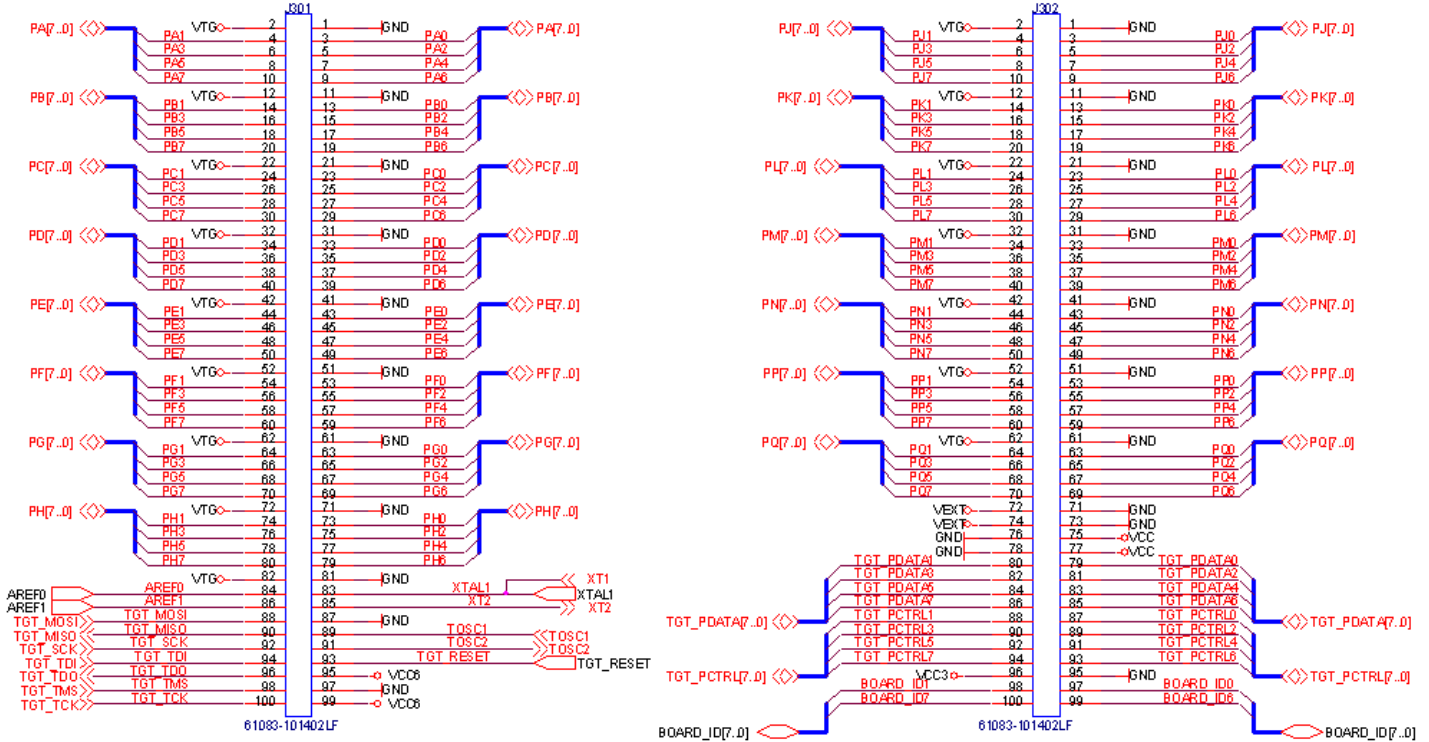 J301
PA[7..0] VTG 2 1 GND PA[7..0]
PA1 4 3 PA0
PA3 6 5 PA2
PA5 8 7 PA4
PA7 10 9 PA6
PB[7..0] VTG 12 11 GND PB[7..0]
PB1 14 13 PB0
PB3 16 15 PB2
PB5 18 17 PB4
PB7 20 19 PB6
PC[7..0] VTG 22 21 GND PC[7..0]
PC1 24 23 PC0
PC3 26 25 PC2
PC5 28 27 PC4
PC7 30 29 PC6
PD[7..0] VTG 32 31 GND PD[7..0]
PD1 34 33 PD0
PD3 36 35 PD2
PD5 38 37 PD4
PD7 40 39 PD6
PE[7..0] VTG 42 41 GND PE[7..0]
PE1 44 43 PE0
PE3 46 45 PE2
PE5 48 47 PE4
PE7 50 49 PE6
PF[7..0] VTG 52 51 GND PF[7..0]
PF1 54 53 PF0
PF3 56 55 PF2
PF5 58 57 PF4
PF7 60 59 PF6
PG[7..0] VTG 62 61 GND PG[7..0]
PG1 64 63 PG0
PG3 66 65 PG2
PG5 68 67 PG4
PG7 70 69 PG6
PH[7..0] VTG 72 71 GND PH[7..0]
PH1 74 73 PH0
PH3 76 75 PH2
PH5 78 77 PH4
PH7 80 79 PH6
VTG 82 81 GND XT1
AREF0 AREF0 84 83 XTAL1 XTAL1
AREF1 AREF1 86 85 XT2 XT2
TGT_MOSI TGT_MOSI 88 87 GND
TGT_MISO TGT_MISO 90 89 TOSC1 TOSC1
TGT_SCK TGT_SCK 92 91 TOSC2 TOSC2
TGT_TDI TGT_TDI 94 93 TGT_RESET TGT_RESET
TGT_TDO TGT_TDO 96 95 VCC6
TGT_TMS TGT_TMS 98 97 GND
TGT_TCK TGT_TCK 100 99 VCC6
61083-101402LF
J302
PJ[7..0] VTG 2 1 GND PJ[7..0]
PJ1 4 3 PJ0
PJ3 6 5 PJ2
PJ5 8 7 PJ4
PJ7 10 9 PJ6
PK[7..0] VTG 12 11 GND PK[7..0]
PK1 14 13 PK0
PK3 16 15 PK2
PK5 18 17 PK4
PK7 20 19 PK6
PL[7..0] VTG 22 21 GND PL[7..0]
PL1 24 23 PL0
PL3 26 25 PL2
PL5 28 27 PL4
PL7 30 29 PL6
PM[7..0] VTG 32 31 GND PM[7..0]
PM1 34 33 PM0
PM3 36 35 PM2
PM5 38 37 PM4
PM7 40 39 PM6
PN[7..0] VTG 42 41 GND PN[7..0]
PN1 44 43 PN0
PN3 46 45 PN2
PN5 48 47 PN4
PN7 50 49 PN6
PP[7..0] VTG 52 51 GND PP[7..0]
PP1 54 53 PP0
PP3 56 55 PP2
PP5 58 57 PP4
PP7 60 59 PP6
PQ[7..0] VTG 62 61 GND PQ[7..0]
PQ1 64 63 PQ0
PQ3 66 65 PQ2
PQ5 68 67 PQ4
PQ7 70 69 PQ6
VEXT 72 71 GND
VEXT 74 73 GND
GND 76 75 VCC
GND 78 77 VCC
TGT_PDATA1 80 79 TGT_PDATA0
TGT_PDATA3 82 81 TGT_PDATA2
TGT_PDATA5 84 83 TGT_PDATA4
TGT_PDATA7 86 85 TGT_PDATA6
TGT_PDATA[7..0] TGT_PCTRL1 88 87 TGT_PCTRL0 TGT_PDATA[7..0]
TGT_PCTRL3 90 89 TGT_PCTRL2
TGT_PCTRL5 92 91 TGT_PCTRL4
TGT_PCTRL7 94 93 TGT_PCTRL6
TGT_PCTRL[7..0] VCC3 96 95 GND TGT_PCTRL[7..0]
BOARD_ID1 98 97 BOARD_ID0
BOARD_ID7 100 99 BOARD_ID6
61083-101402LF
BOARD_ID[7..0] BOARD_ID[7..0]